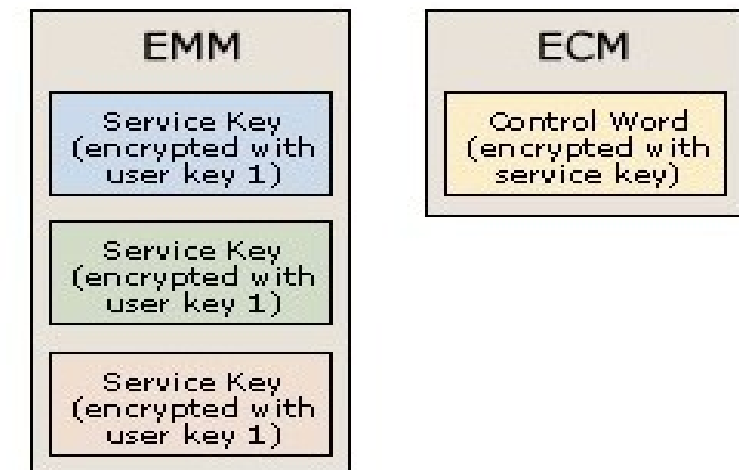 EMM
Service Key
(encrypted with
user key 1)
Service Key
(encrypted with
user key 1)
Service Key
(encrypted with
user key 1)
ECM
Control Word
(encrypted with
service key)